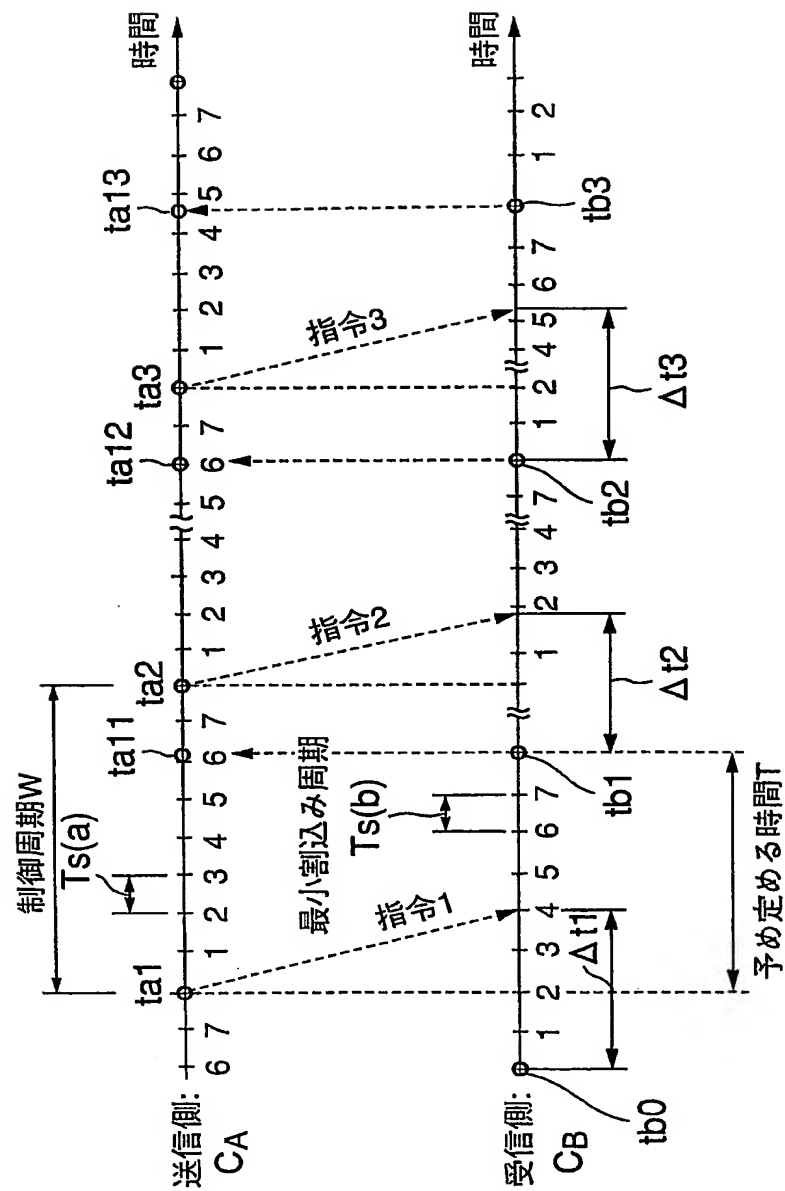 制御周期W
Ts(a)
ta1
ta11
ta2
ta12
ta3
ta13
時間
送信側:
CA
6 7 1 2 3 4 5 6 7 1 2 3 4 5 6 7 1 2 3 4 5 6 7
指令1
最小割込み周期
Ts(b)
指令2
指令3
時間
受信側:
CB
1 2 3 4 5 6 7 1 2 3 4 7 1 2 4 5 6 7 1 2
tb0
Δt1
tb1
Δt2
tb2
Δt3
tb3
予め定める時間T